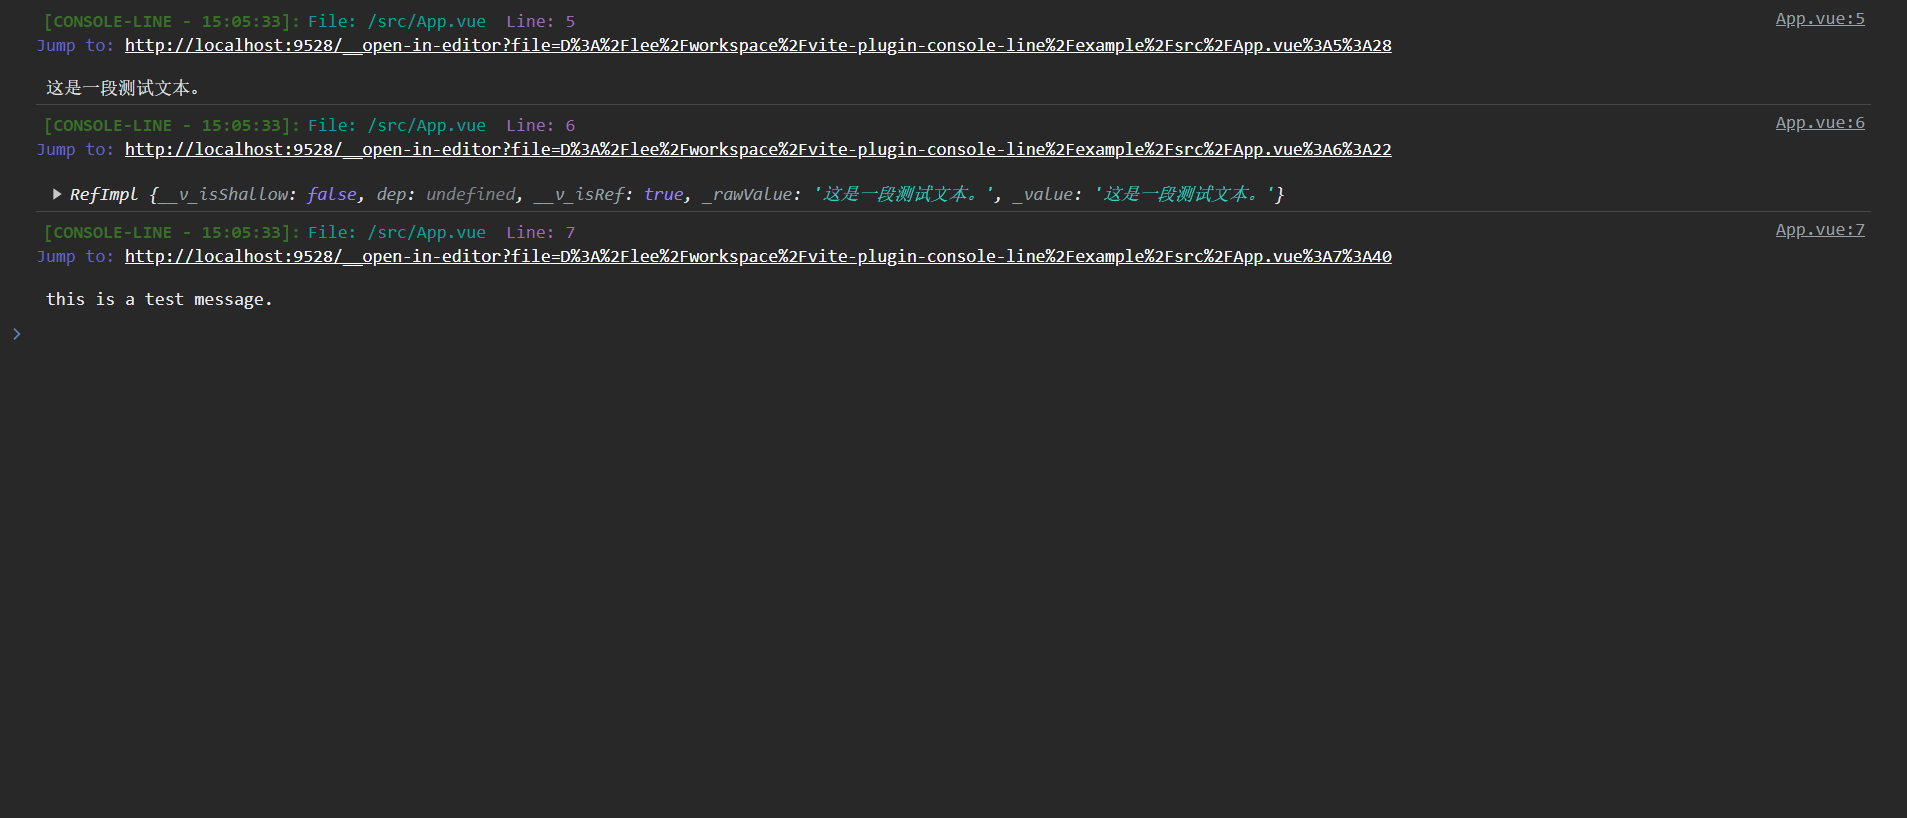 [CONSOLE-LINE - 15:05:33]: File: /src/App.vue  Line: 5 App.vue:5
Jump to: http://localhost:9528/__open-in-editor?file=D%3A%2Flee%2Fworkspace%2Fvite-plugin-console-line%2Fexample%2Fsrc%2FApp.vue%3A5%3A28
这是一段测试文本。
[CONSOLE-LINE - 15:05:33]: File: /src/App.vue  Line: 6 App.vue:6
Jump to: http://localhost:9528/__open-in-editor?file=D%3A%2Flee%2Fworkspace%2Fvite-plugin-console-line%2Fexample%2Fsrc%2FApp.vue%3A6%3A22
RefImpl {__v_isShallow: false, dep: undefined, __v_isRef: true, _rawValue: '这是一段测试文本。', _value: '这是一段测试文本。'}
[CONSOLE-LINE - 15:05:33]: File: /src/App.vue  Line: 7 App.vue:7
Jump to: http://localhost:9528/__open-in-editor?file=D%3A%2Flee%2Fworkspace%2Fvite-plugin-console-line%2Fexample%2Fsrc%2FApp.vue%3A7%3A40
this is a test message.